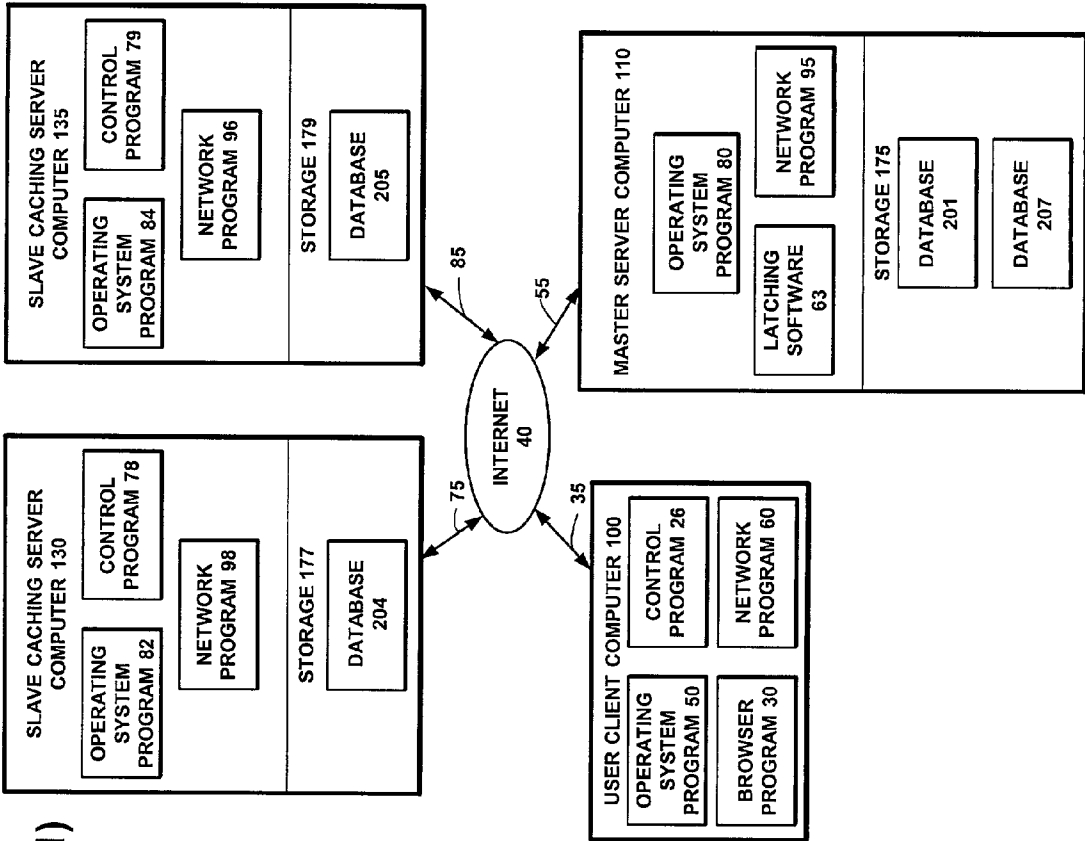 SLAVE CACHING SERVER
COMPUTER 130
OPERATING
SYSTEM
PROGRAM 82
CONTROL
PROGRAM 78
NETWORK
PROGRAM 98
STORAGE 177
DATABASE
204
SLAVE CACHING SERVER
COMPUTER 135
OPERATING
SYSTEM
PROGRAM 84
CONTROL
PROGRAM 79
NETWORK
PROGRAM 96
STORAGE 179
DATABASE
205
75
85
INTERNET
40
35
55
USER CLIENT COMPUTER 100
OPERATING
SYSTEM
PROGRAM 50
CONTROL
PROGRAM 26
BROWSER
PROGRAM 30
NETWORK
PROGRAM 60
MASTER SERVER COMPUTER 110
OPERATING
SYSTEM
PROGRAM 80
LATCHING
SOFTWARE
63
NETWORK
PROGRAM 95
STORAGE 175
DATABASE
201
DATABASE
207